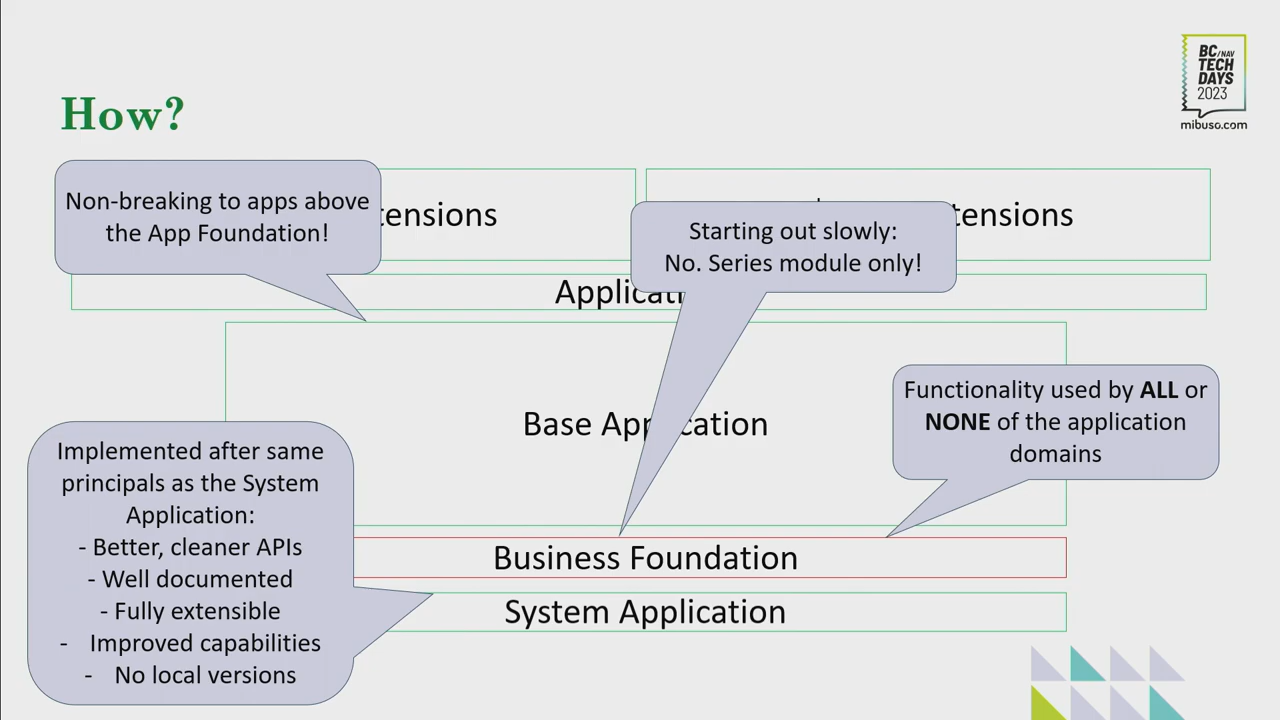 BC/NAV
TECH
DAYS
2023
mibuso.com
How?
Non-breaking to apps above
the App Foundation!
tensions
tensions
Starting out slowly:
No. Series module only!
Applicati
Functionality used by ALL or
NONE of the application
domains
Base App cation
Implemented after same
principals as the System
Application:
- Better, cleaner APIs
- Well documented
- Fully extensible
- Improved capabilities
- No local versions
Business Foundation
System Application